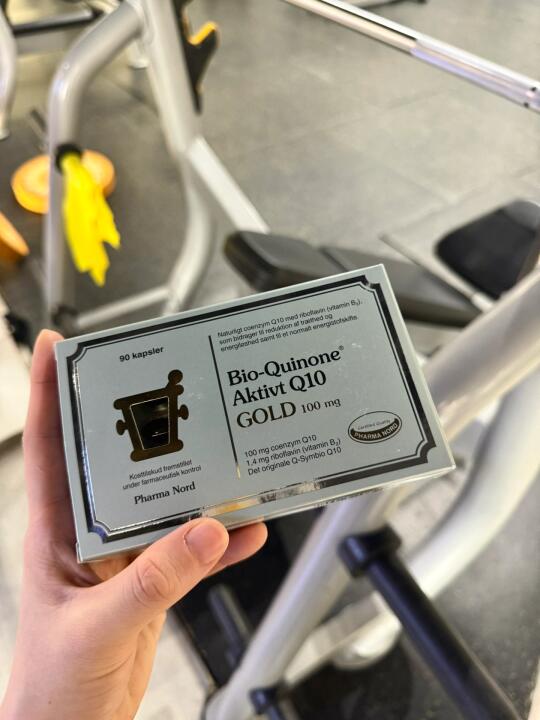 90 kapsler
Kosttilskud fremstillet
under farmaceutisk kontrol
Pharma Nord
Naturligt coenzym Q10 med riboflavin (vitamin B₂),
som bidrager til reduktion af træthed og
energiløshed samt til et normalt energistofskifte.
Bio-Quinone®
Aktivt Q10
GOLD 100 mg
100 mg coenzym Q10
1,4 mg riboflavin (vitamin B₂)
Det originale Q-Symbio Q10
Certified Quality
PHARMA NORD